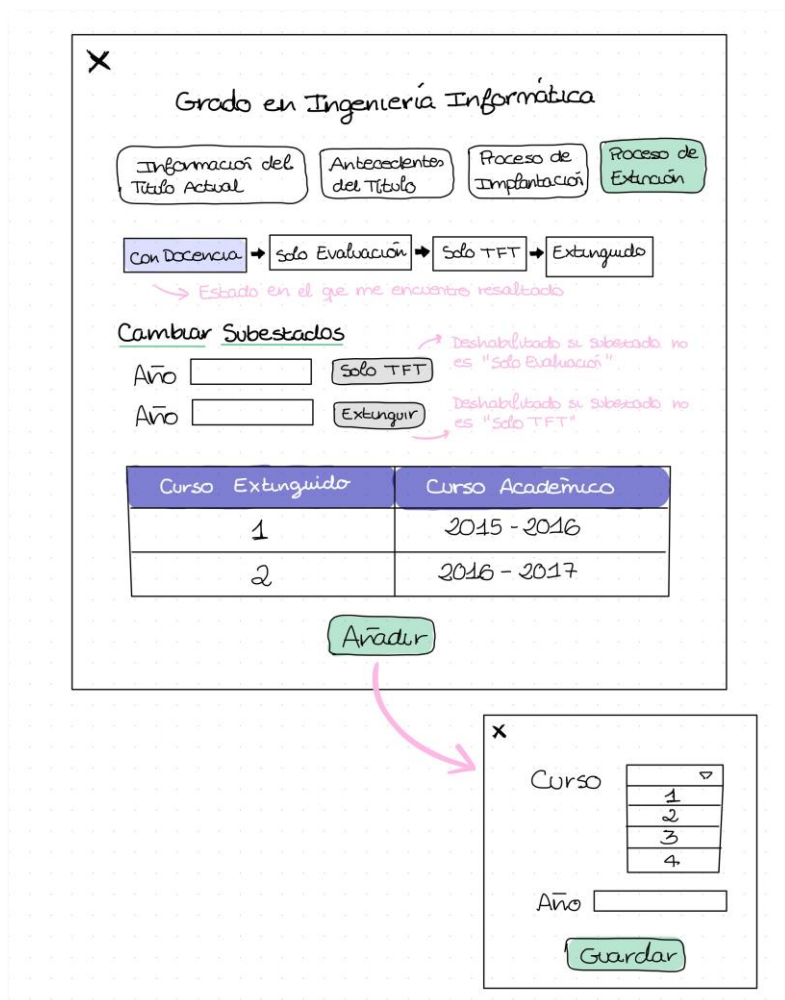 X
Grado en Ingeniería Informática
Información del
Título Actual
Antecedentes
del Título
Proceso de
Implantación
Proceso de
Extinción
Con Docencia → Solo Evaluación → Solo TFT → Extinguido
Estado en el que me encuentro resaltado
Cambiar Subestados
Año
Solo TFT
Deshabilitado si subestado no
es "Solo Evaluación"
Año
Extinguir
Deshabilitado si subestado no
es "Solo TFT"
Curso Extinguido
Curso Académico
1
2015 - 2016
2
2016 - 2017
Añadir
X
Curso
1
2
3
4
Año
Guardar